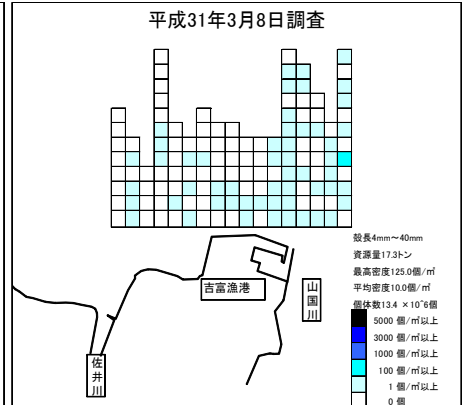 平成31年3月8日調査
殻長4mm～40mm
資源量17.3トン
最高密度125.0個/㎡
平均密度10.0個/㎡
個体数13.4 ×10^6個
吉富漁港
山国川
佐井川
5000 個/㎡以上
3000 個/㎡以上
1000 個/㎡以上
100 個/㎡以上
1 個/㎡以上
0 個